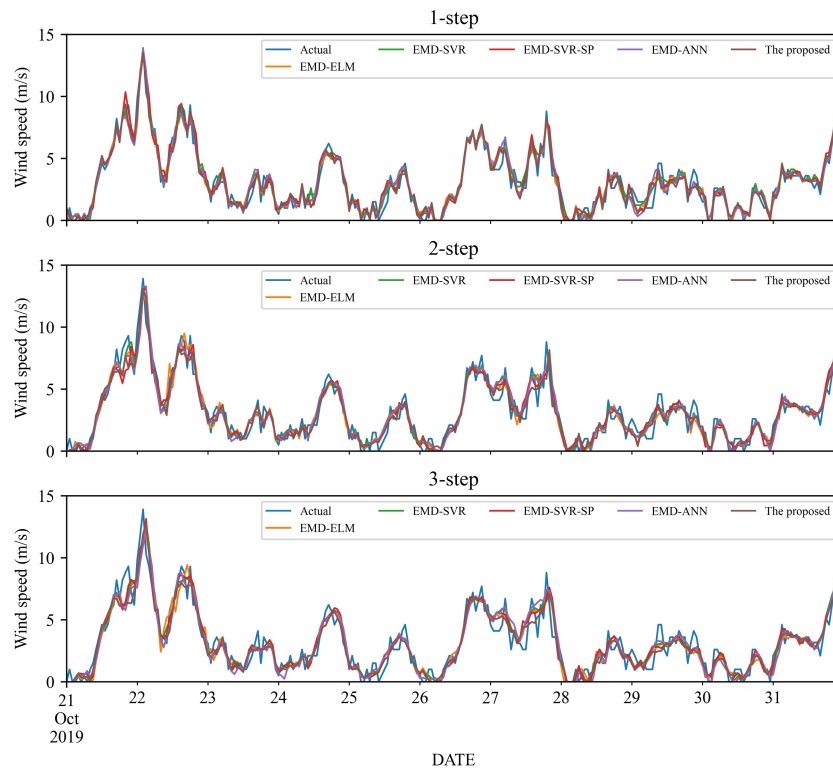 1-step
15
10
5
0
Wind speed (m/s)
Actual EMD-SVR EMD-SVR-SP EMD-ANN The proposed
EMD-ELM
2-step
15
10
5
0
Wind speed (m/s)
Actual EMD-SVR EMD-SVR-SP EMD-ANN The proposed
EMD-ELM
3-step
15
10
5
0
Wind speed (m/s)
Actual EMD-SVR EMD-SVR-SP EMD-ANN The proposed
EMD-ELM
21 22 23 24 25 26 27 28 29 30 31
Oct
2019
DATE